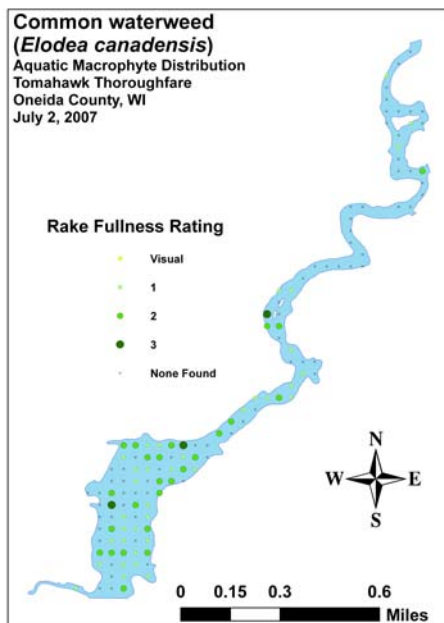 Common waterweed
(Elodea canadensis)
Aquatic Macrophyte Distribution
Tomahawk Thoroughfare
Oneida County, WI
July 2, 2007
Rake Fullness Rating
Visual
1
2
3
None Found
N
W E
S
0 0.15 0.3 0.6
Miles